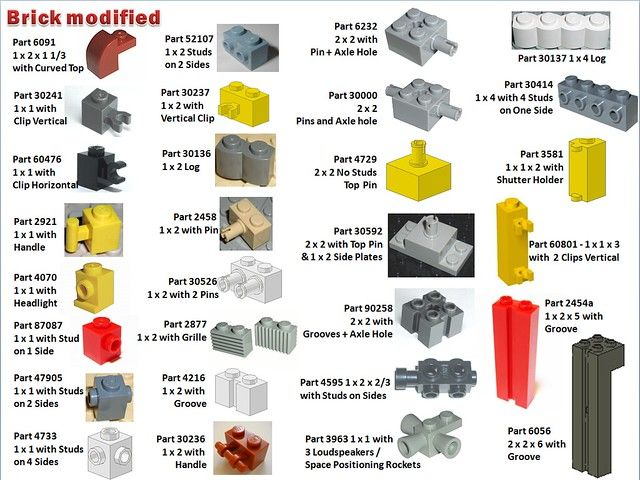 Brick modified
Part 6091
1 x 2 x 1 1/3
with Curved Top
Part 30241
1 x 1 with
Clip Vertical
Part 60476
1 x 1 with
Clip Horizontal
Part 2921
1 x 1 with
Handle
Part 4070
1 x 1 with
Headlight
Part 87087
1 x 1 with Stud
on 1 Side
Part 47905
1 x 1 with Studs
on 2 Sides
Part 4733
1 x 1 with Studs
on 4 Sides
Part 52107
1 x 2 Studs
on 2 Sides
Part 30237
1 x 2 with
Vertical Clip
Part 30136
1 x 2 Log
Part 2458
1 x 2 with Pin
Part 30526
1 x 2 with 2 Pins
Part 2877
1 x 2 with Grille
Part 4216
1 x 2 with
Groove
Part 30236
1 x 2 with
Handle
Part 6232
2 x 2 with
Pin + Axle Hole
Part 30000
2 x 2
Pins and Axle hole
Part 4729
2 x 2 No Studs
Top Pin
Part 30592
2 x 2 with Top Pin
& 1 x 2 Side Plates
Part 90258
2 x 2 with
Grooves + Axle Hole
Part 4595 1 x 2 x 2/3
with Studs on Sides
Part 3963 1 x 1 with
3 Loudspeakers /
Space Positioning Rockets
Part 30137 1 x 4 Log
Part 30414
1 x 4 with 4 Studs
on One Side
Part 3581
1 x 1 x 2 with
Shutter Holder
Part 60801 - 1 x 1 x 3
with 2 Clips Vertical
Part 2454a
1 x 2 x 5 with
Groove
Part 6056
2 x 2 x 6 with
Groove